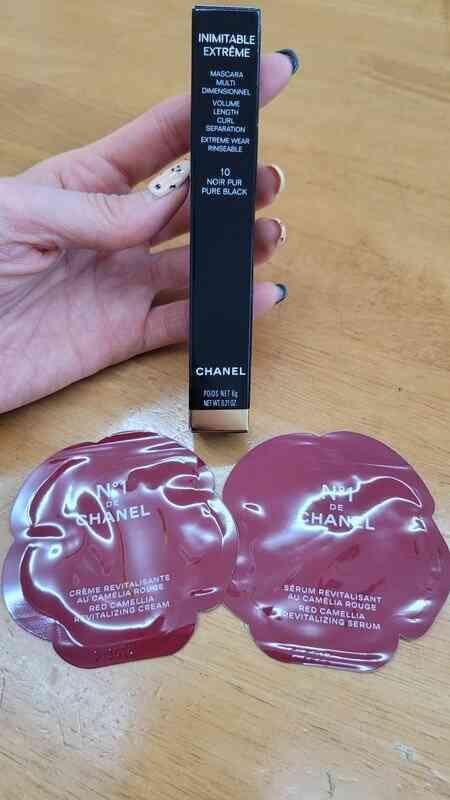 INIMITABLE
EXTRÊME
MASCARA
MULTI
DIMENSIONNEL
VOLUME
LENGTH
CURL
SEPARATION
EXTREME WEAR
RINSEABLE
10
NOIR PUR
PURE BLACK
CHANEL
POIDS NET 6g
NET WT. 0.21 OZ.
N°1
DE
CHANEL
CRÈME REVITALISANTE
AU CAMÉLIA ROUGE
RED CAMELLIA
REVITALIZING CREAM
N°1
DE
CHANEL
SÉRUM REVITALISANT
AU CAMÉLIA ROUGE
RED CAMELLIA
REVITALIZING SERUM